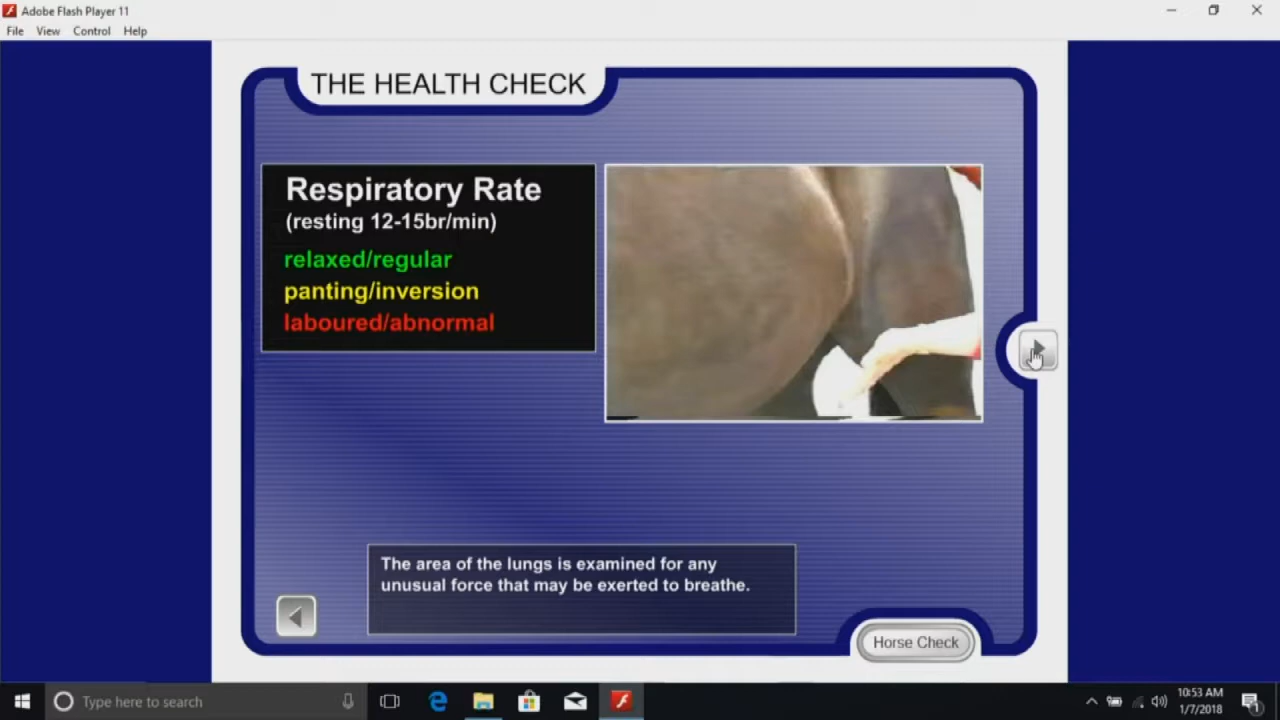 Adobe Flash Player 11
File View Control Help
THE HEALTH CHECK
Respiratory Rate
(resting 12-15br/min)
relaxed/regular
panting/inversion
laboured/abnormal
The area of the lungs is examined for any
unusual force that may be exerted to breathe.
Horse Check
Type here to search
10:53 AM
1/7/2018
1